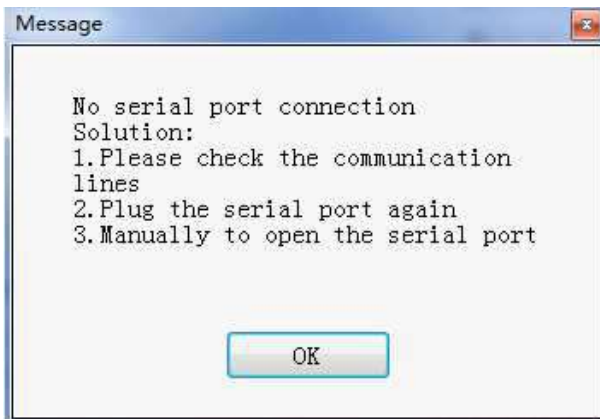 Message
No serial port connection
Solution:
1.Please check the communication
lines
2.Plug the serial port again
3.Manually to open the serial port
OK